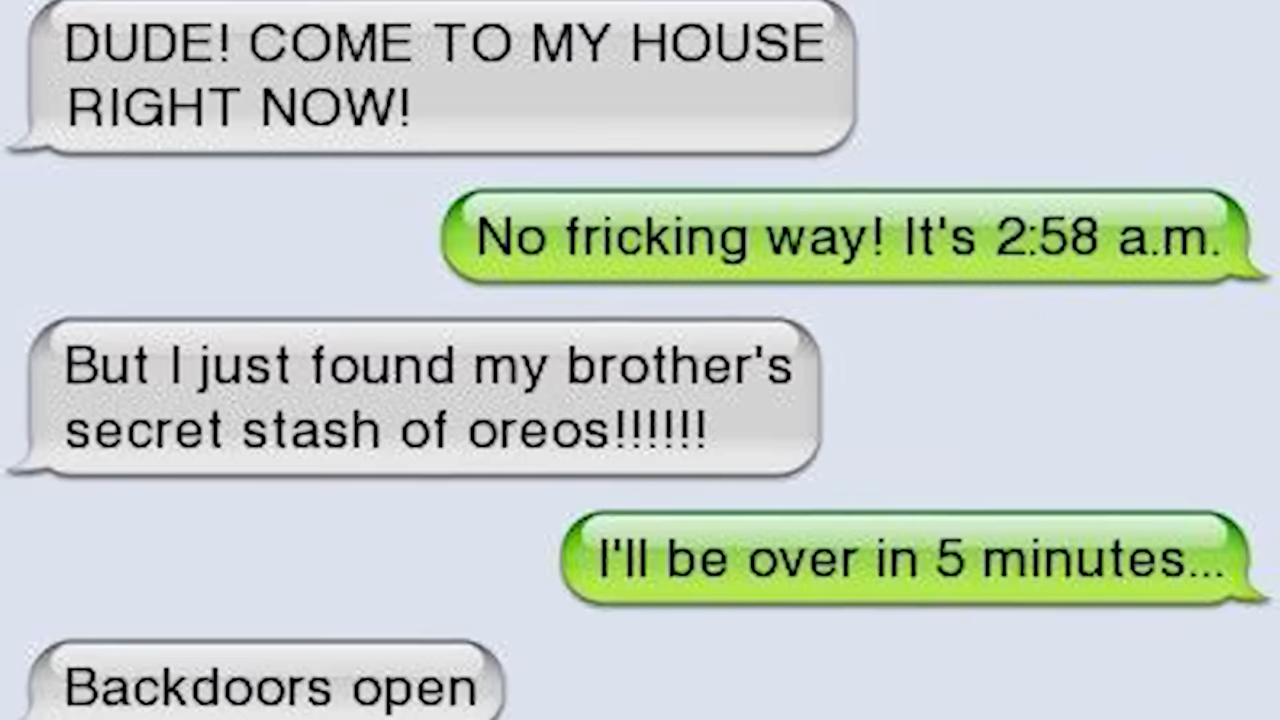 DUDE! COME TO MY HOUSE
RIGHT NOW!
No fricking way! It's 2:58 a.m.
But I just found my brother's
secret stash of oreos!!!!!!
I'll be over in 5 minutes...
Backdoors open